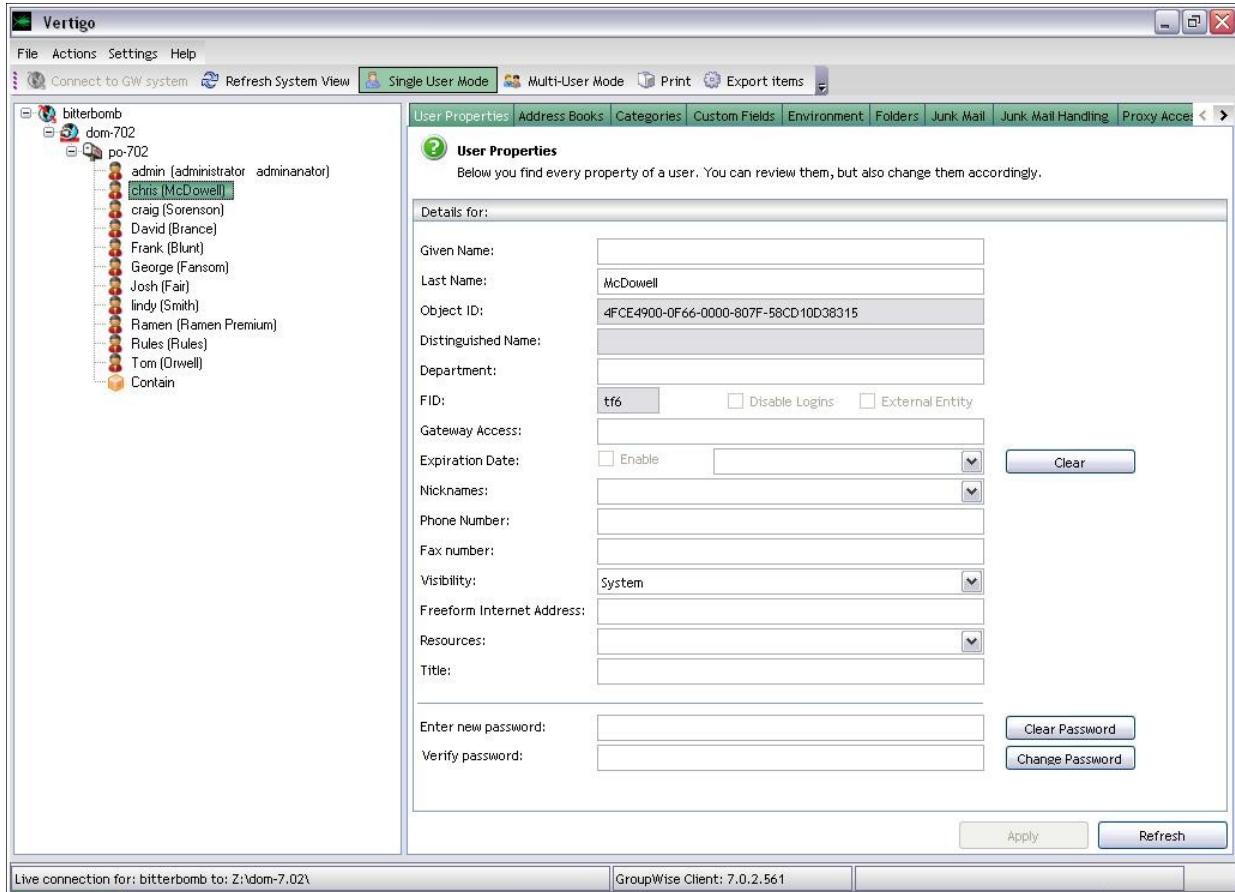 Vertigo
File Actions Settings Help
Connect to GW system Refresh System View Single User Mode Multi-User Mode Print Export items
bitterbomb
dom-702
po-702
admin (administrator adminanator)
chris (McDowell)
craig (Sorenson)
David (Brance)
Frank (Blunt)
George (Fansom)
Josh (Fair)
lindy (Smith)
Ramen (Ramen Premium)
Rules (Rules)
Tom (Orwell)
Contain
User Properties Address Books Categories Custom Fields Environment Folders Junk Mail Junk Mail Handling Proxy Acce
User Properties
Below you find every property of a user. You can review them, but also change them accordingly.
Details for:
Given Name:
Last Name: McDowell
Object ID: 4FCE4900-0F66-0000-807F-58CD10D38315
Distinguished Name:
Department:
FID: tf6 Disable Logins External Entity
Gateway Access:
Expiration Date: Enable Clear
Nicknames:
Phone Number:
Fax number:
Visibility: System
Freeform Internet Address:
Resources:
Title:
Enter new password: Clear Password
Verify password: Change Password
Apply Refresh
Live connection for: bitterbomb to: Z:\dom-7.02\ GroupWise Client: 7.0.2.561